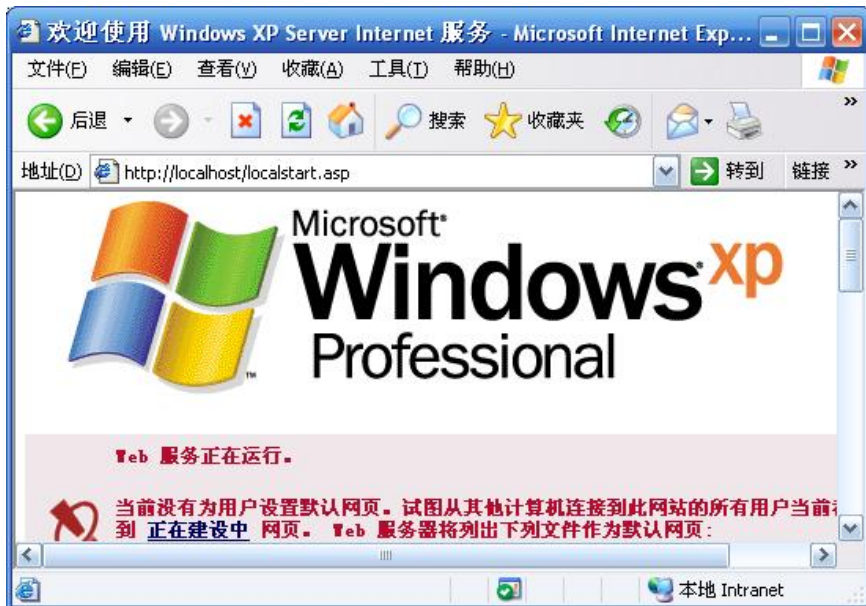 欢迎使用 Windows XP Server Internet 服务 - Microsoft Internet Exp...
文件(F) 编辑(E) 查看(V) 收藏(A) 工具(T) 帮助(H)
后退 搜索 收藏夹 »
地址(D) http://localhost/localstart.asp 转到 链接 »
Microsoft®
Windows® xp
Professional
™
Web 服务正在运行。
当前没有为用户设置默认网页。试图从其他计算机连接到此网站的所有用户当前
到 正在建设中 网页。 Web 服务器将列出下列文件作为默认网页:
本地 Intranet